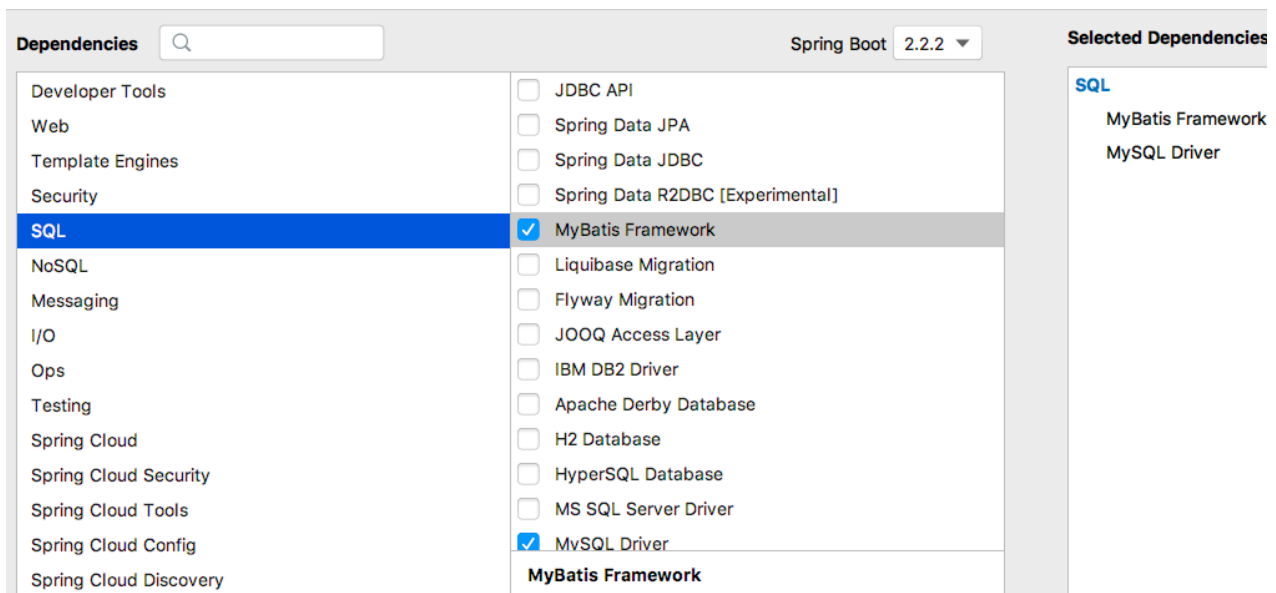 Dependencies
Spring Boot 2.2.2
Selected Dependencies
Developer Tools
Web
Template Engines
Security
SQL
NoSQL
Messaging
I/O
Ops
Testing
Spring Cloud
Spring Cloud Security
Spring Cloud Tools
Spring Cloud Config
Spring Cloud Discovery
JDBC API
Spring Data JPA
Spring Data JDBC
Spring Data R2DBC [Experimental]
MyBatis Framework
Liquibase Migration
Flyway Migration
JOOQ Access Layer
IBM DB2 Driver
Apache Derby Database
H2 Database
HyperSQL Database
MS SQL Server Driver
MySQL Driver
MyBatis Framework
SQL
MyBatis Framework
MySQL Driver